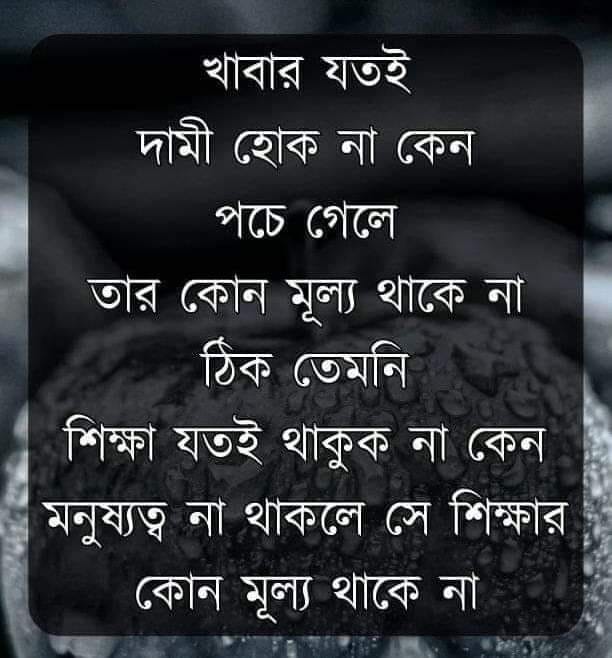 খাবার যতই
দামী হোক না কেন
পচে গেলে
তার কোন মূল্য থাকে না
ঠিক তেমনি
শিক্ষা যতই থাকুক না কেন
মনুষ্যত্ব না থাকলে সে শিক্ষার
কোন মূল্য থাকে না